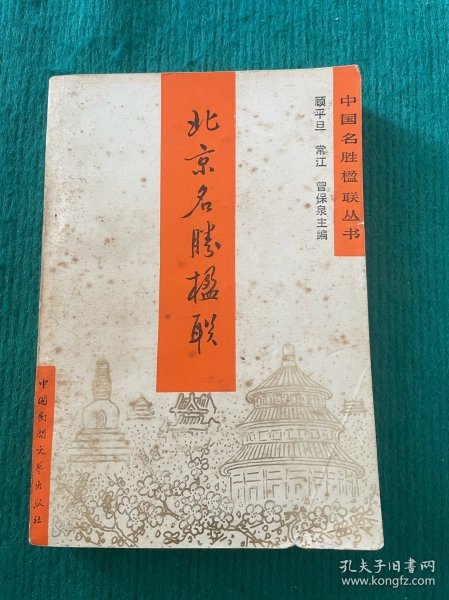 中国名胜楹联丛书
顾平旦 常江 曾保泉主编
北京名勝楹联
中国民间文艺出版社
孔夫子旧书网
www.kongfz.com